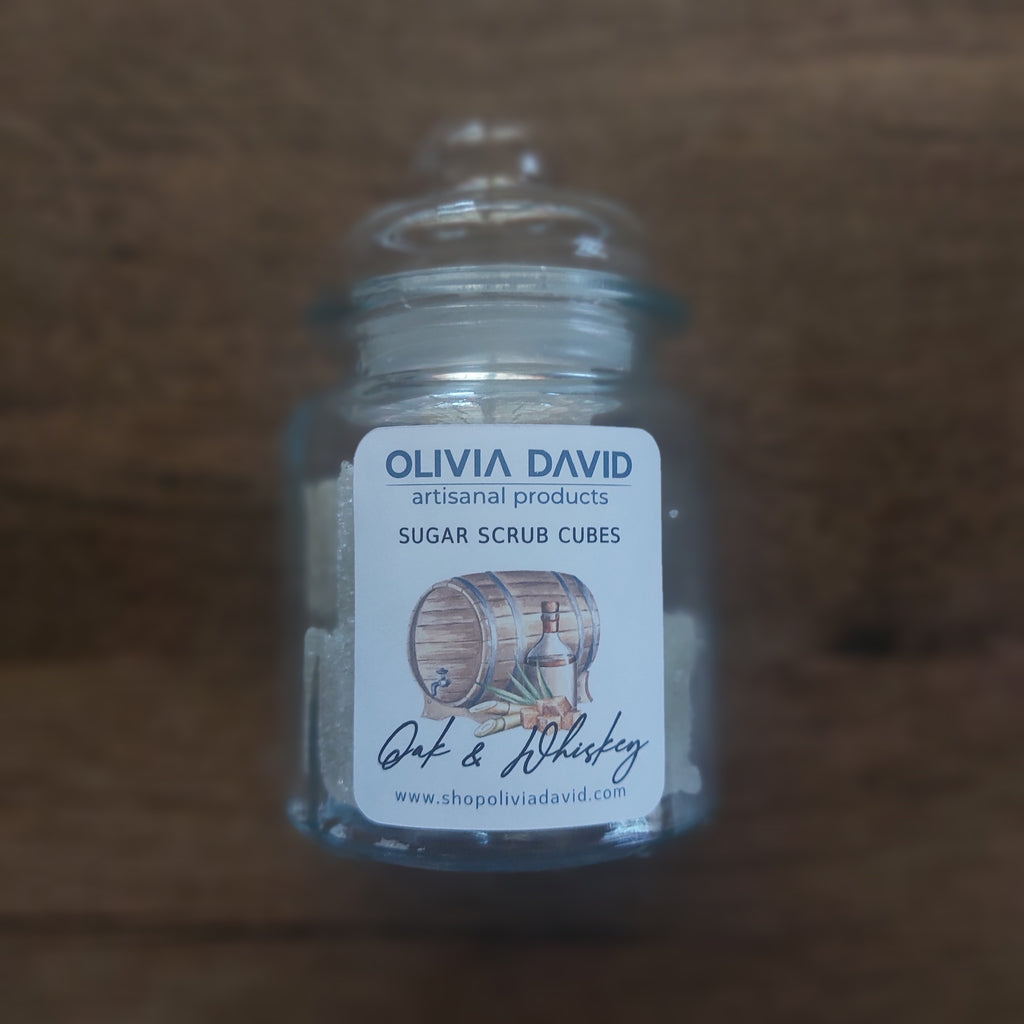 OLIVIA DAVID
artisanal products
SUGAR SCRUB CUBES
Oak & Whiskey
www.shopoliviadavid.com